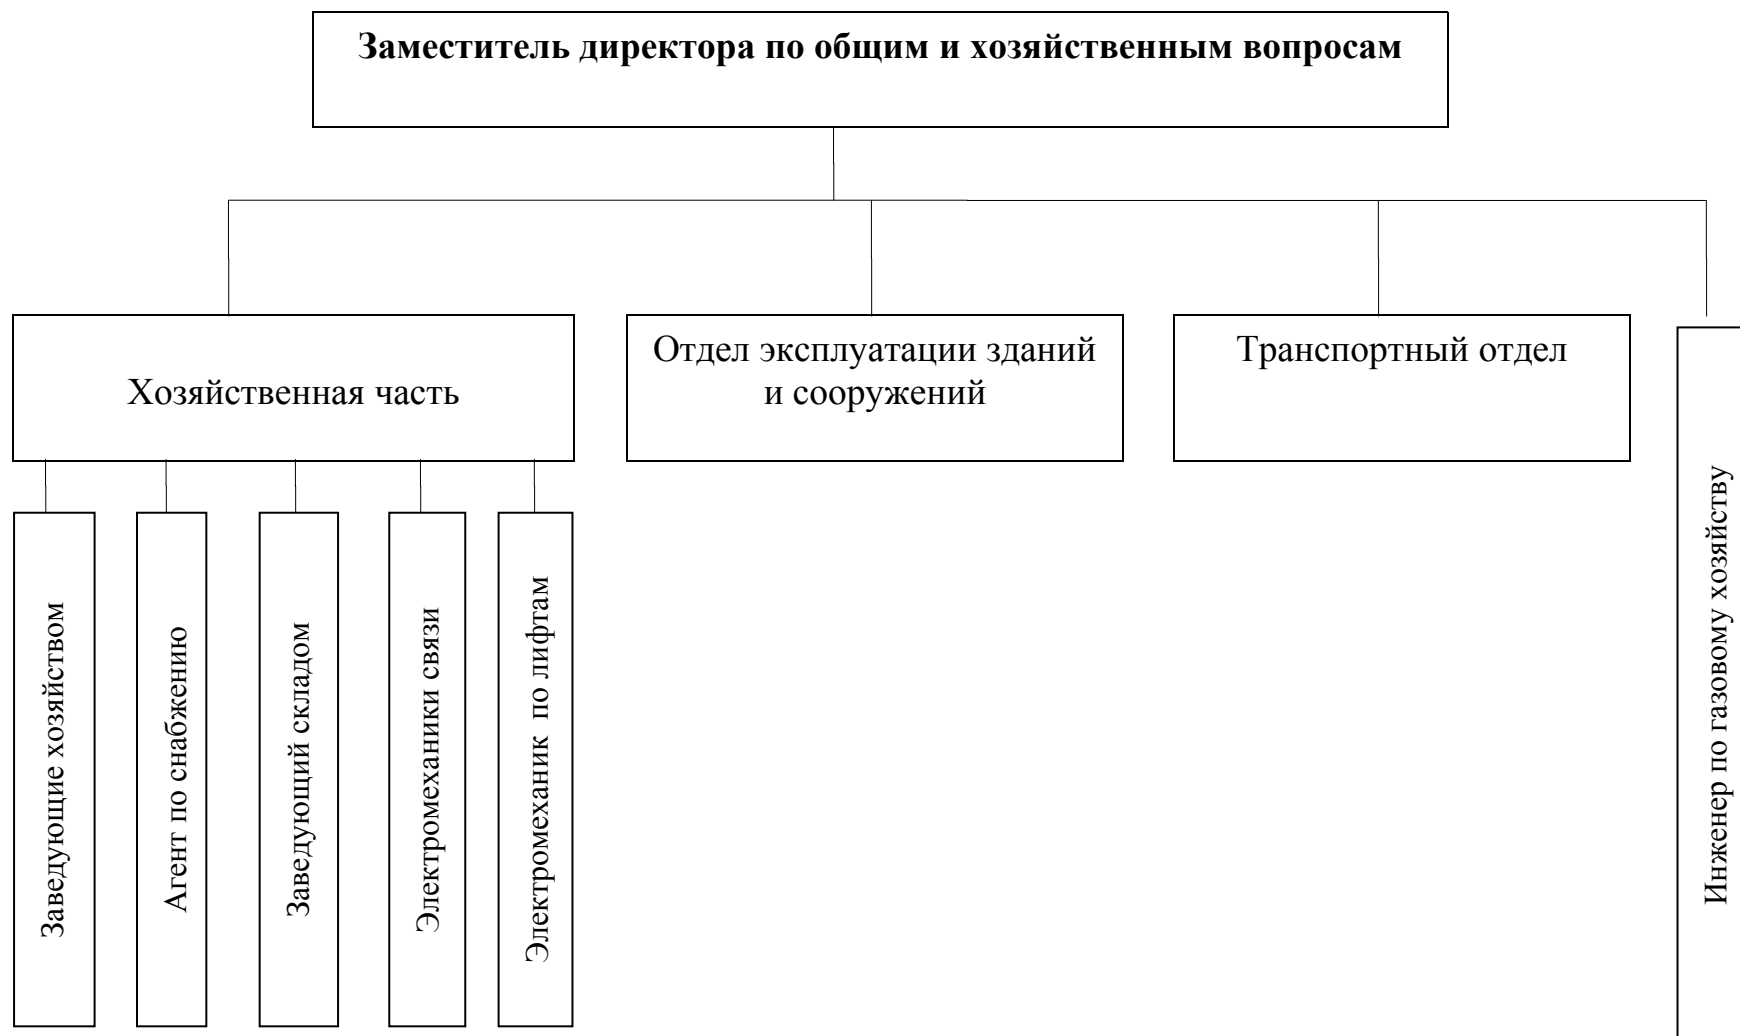 Заместитель директора по общим и хозяйственным вопросам
Хозяйственная часть
Отдел эксплуатации зданий
и сооружений
Транспортный отдел
Заведующие хозяйством
Агент по снабжению
Заведующий складом
Электромеханики связи
Электромеханик по лифтам
Инженер по газовому хозяйству